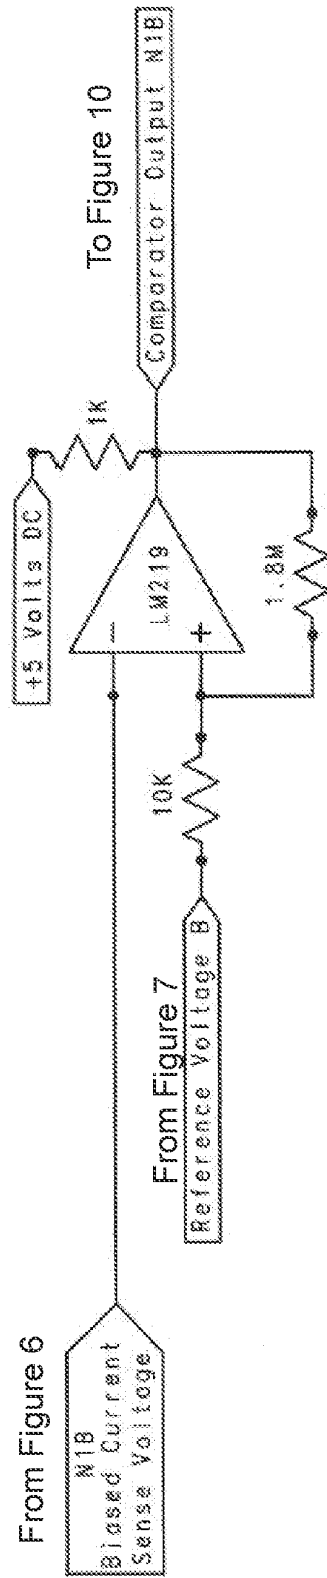 From Figure 6
N1B
Biased Current
Sense Voltage
From Figure 7
Reference Voltage B
10K
+5 Volts DC
1K
−
+
LM219
1.8M
To Figure 10
Comparator Output N1B